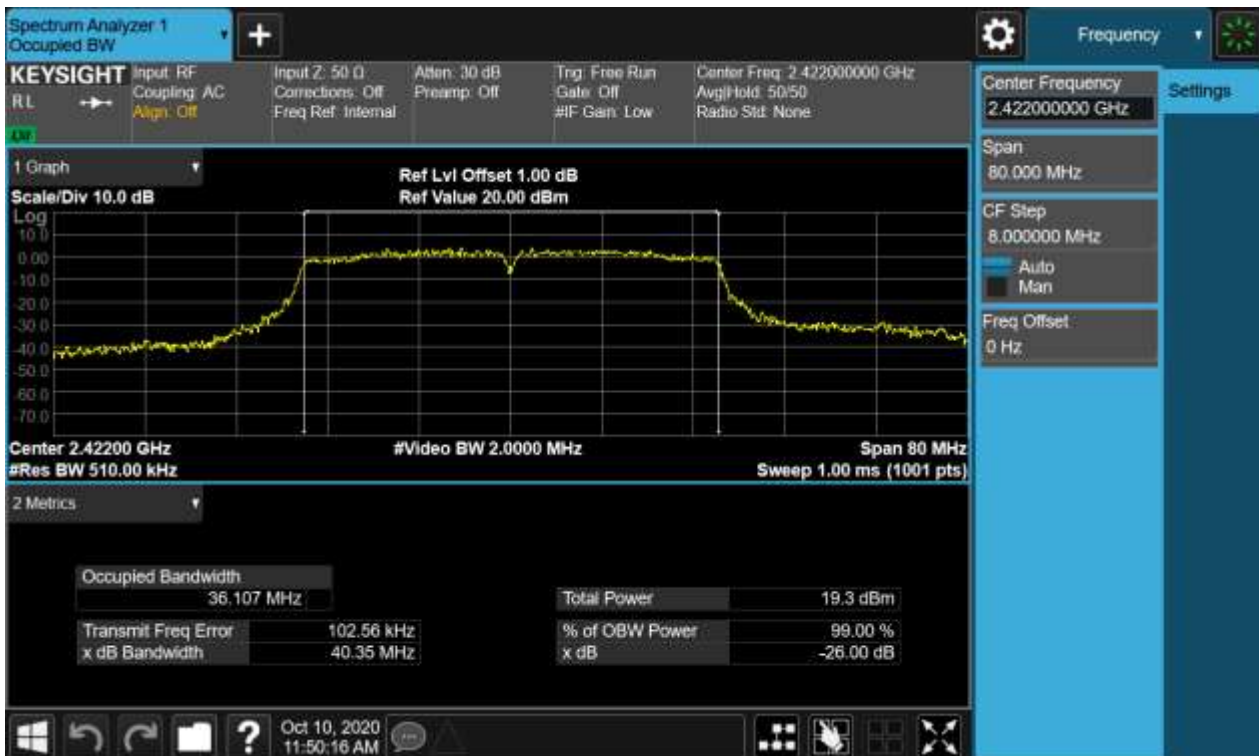 Spectrum Analyzer 1
Occupied BW
+
Frequency
KEYSIGHT
RL
Input: RF
Coupling: AC
Align: Off
Input Z: 50 Ω
Corrections: Off
Freq Ref: Internal
Atten: 30 dB
Preamp: Off
Trig: Free Run
Gate: Off
#IF Gain: Low
Center Freq: 2.422000000 GHz
Avg|Hold: 50/50
Radio Std: None
Center Frequency
2.422000000 GHz
Settings
Span
80.000 MHz
CF Step
8.000000 MHz
Auto
Man
Freq Offset
0 Hz
1 Graph
Scale/Div 10.0 dB
Ref Lvl Offset 1.00 dB
Ref Value 20.00 dBm
Log
10.0
0.00
-10.0
-20.0
-30.0
-40.0
-50.0
-60.0
-70.0
Center 2.42200 GHz
#Video BW 2.0000 MHz
Span 80 MHz
#Res BW 510.00 kHz
Sweep 1.00 ms (1001 pts)
2 Metrics
Occupied Bandwidth
36.107 MHz
Total Power 19.3 dBm
Transmit Freq Error 102.56 kHz
% of OBW Power 99.00 %
x dB Bandwidth 40.35 MHz
x dB -26.00 dB
?
Oct 10, 2020
11:50:16 AM